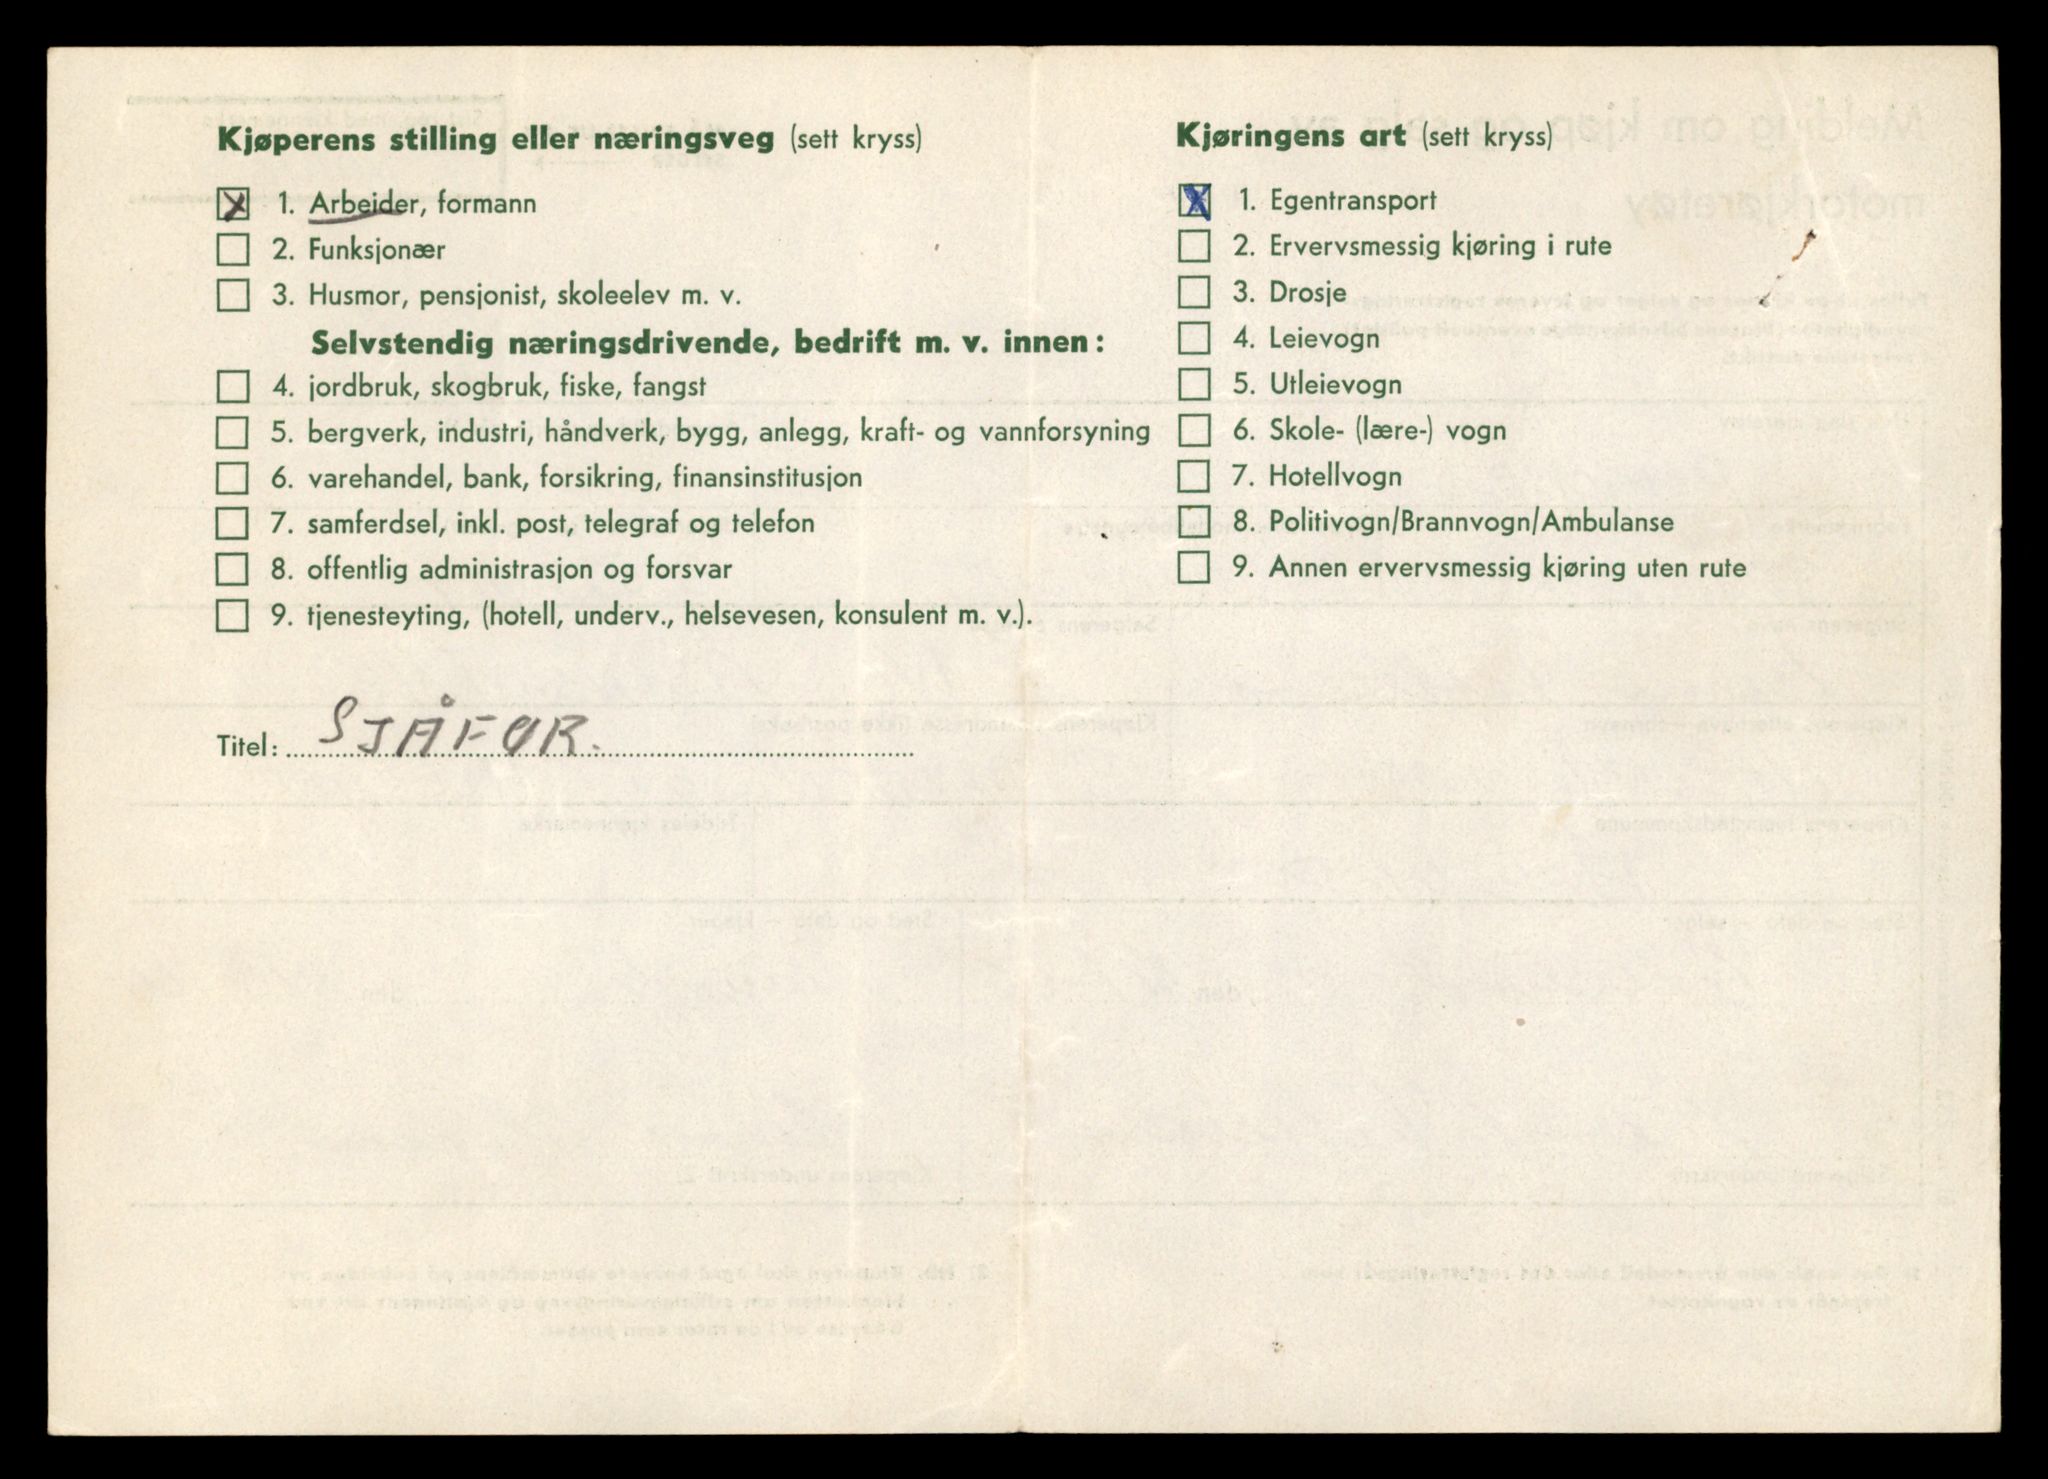 Kjøperens stilling eller næringsveg (sett kryss)
1. Arbeider, formann
2. Funksjonær
3. Husmor, pensjonist, skoleelev m. v.
Selvstendig næringsdrivende, bedrift m. v. innen:
4. jordbruk, skogbruk, fiske, fangst
5. bergverk, industri, håndverk, bygg, anlegg, kraft- og vannforsyning
6. varehandel, bank, forsikring, finansinstitusjon
7. samferdsel, inkl. post, telegraf og telefon
8. offentlig administrasjon og forsvar
9. tjenesteyting, (hotell, underv., helsevesen, konsulent m. v.).
Titel: SJÅFØR.
Kjøringens art (sett kryss)
1. Egentransport
2. Ervervsmessig kjøring i rute
3. Drosje
4. Leievogn
5. Utleievogn
6. Skole- (lære-) vogn
7. Hotellvogn
8. Politivogn/Brannvogn/Ambulanse
9. Annen ervervsmessig kjøring uten rute